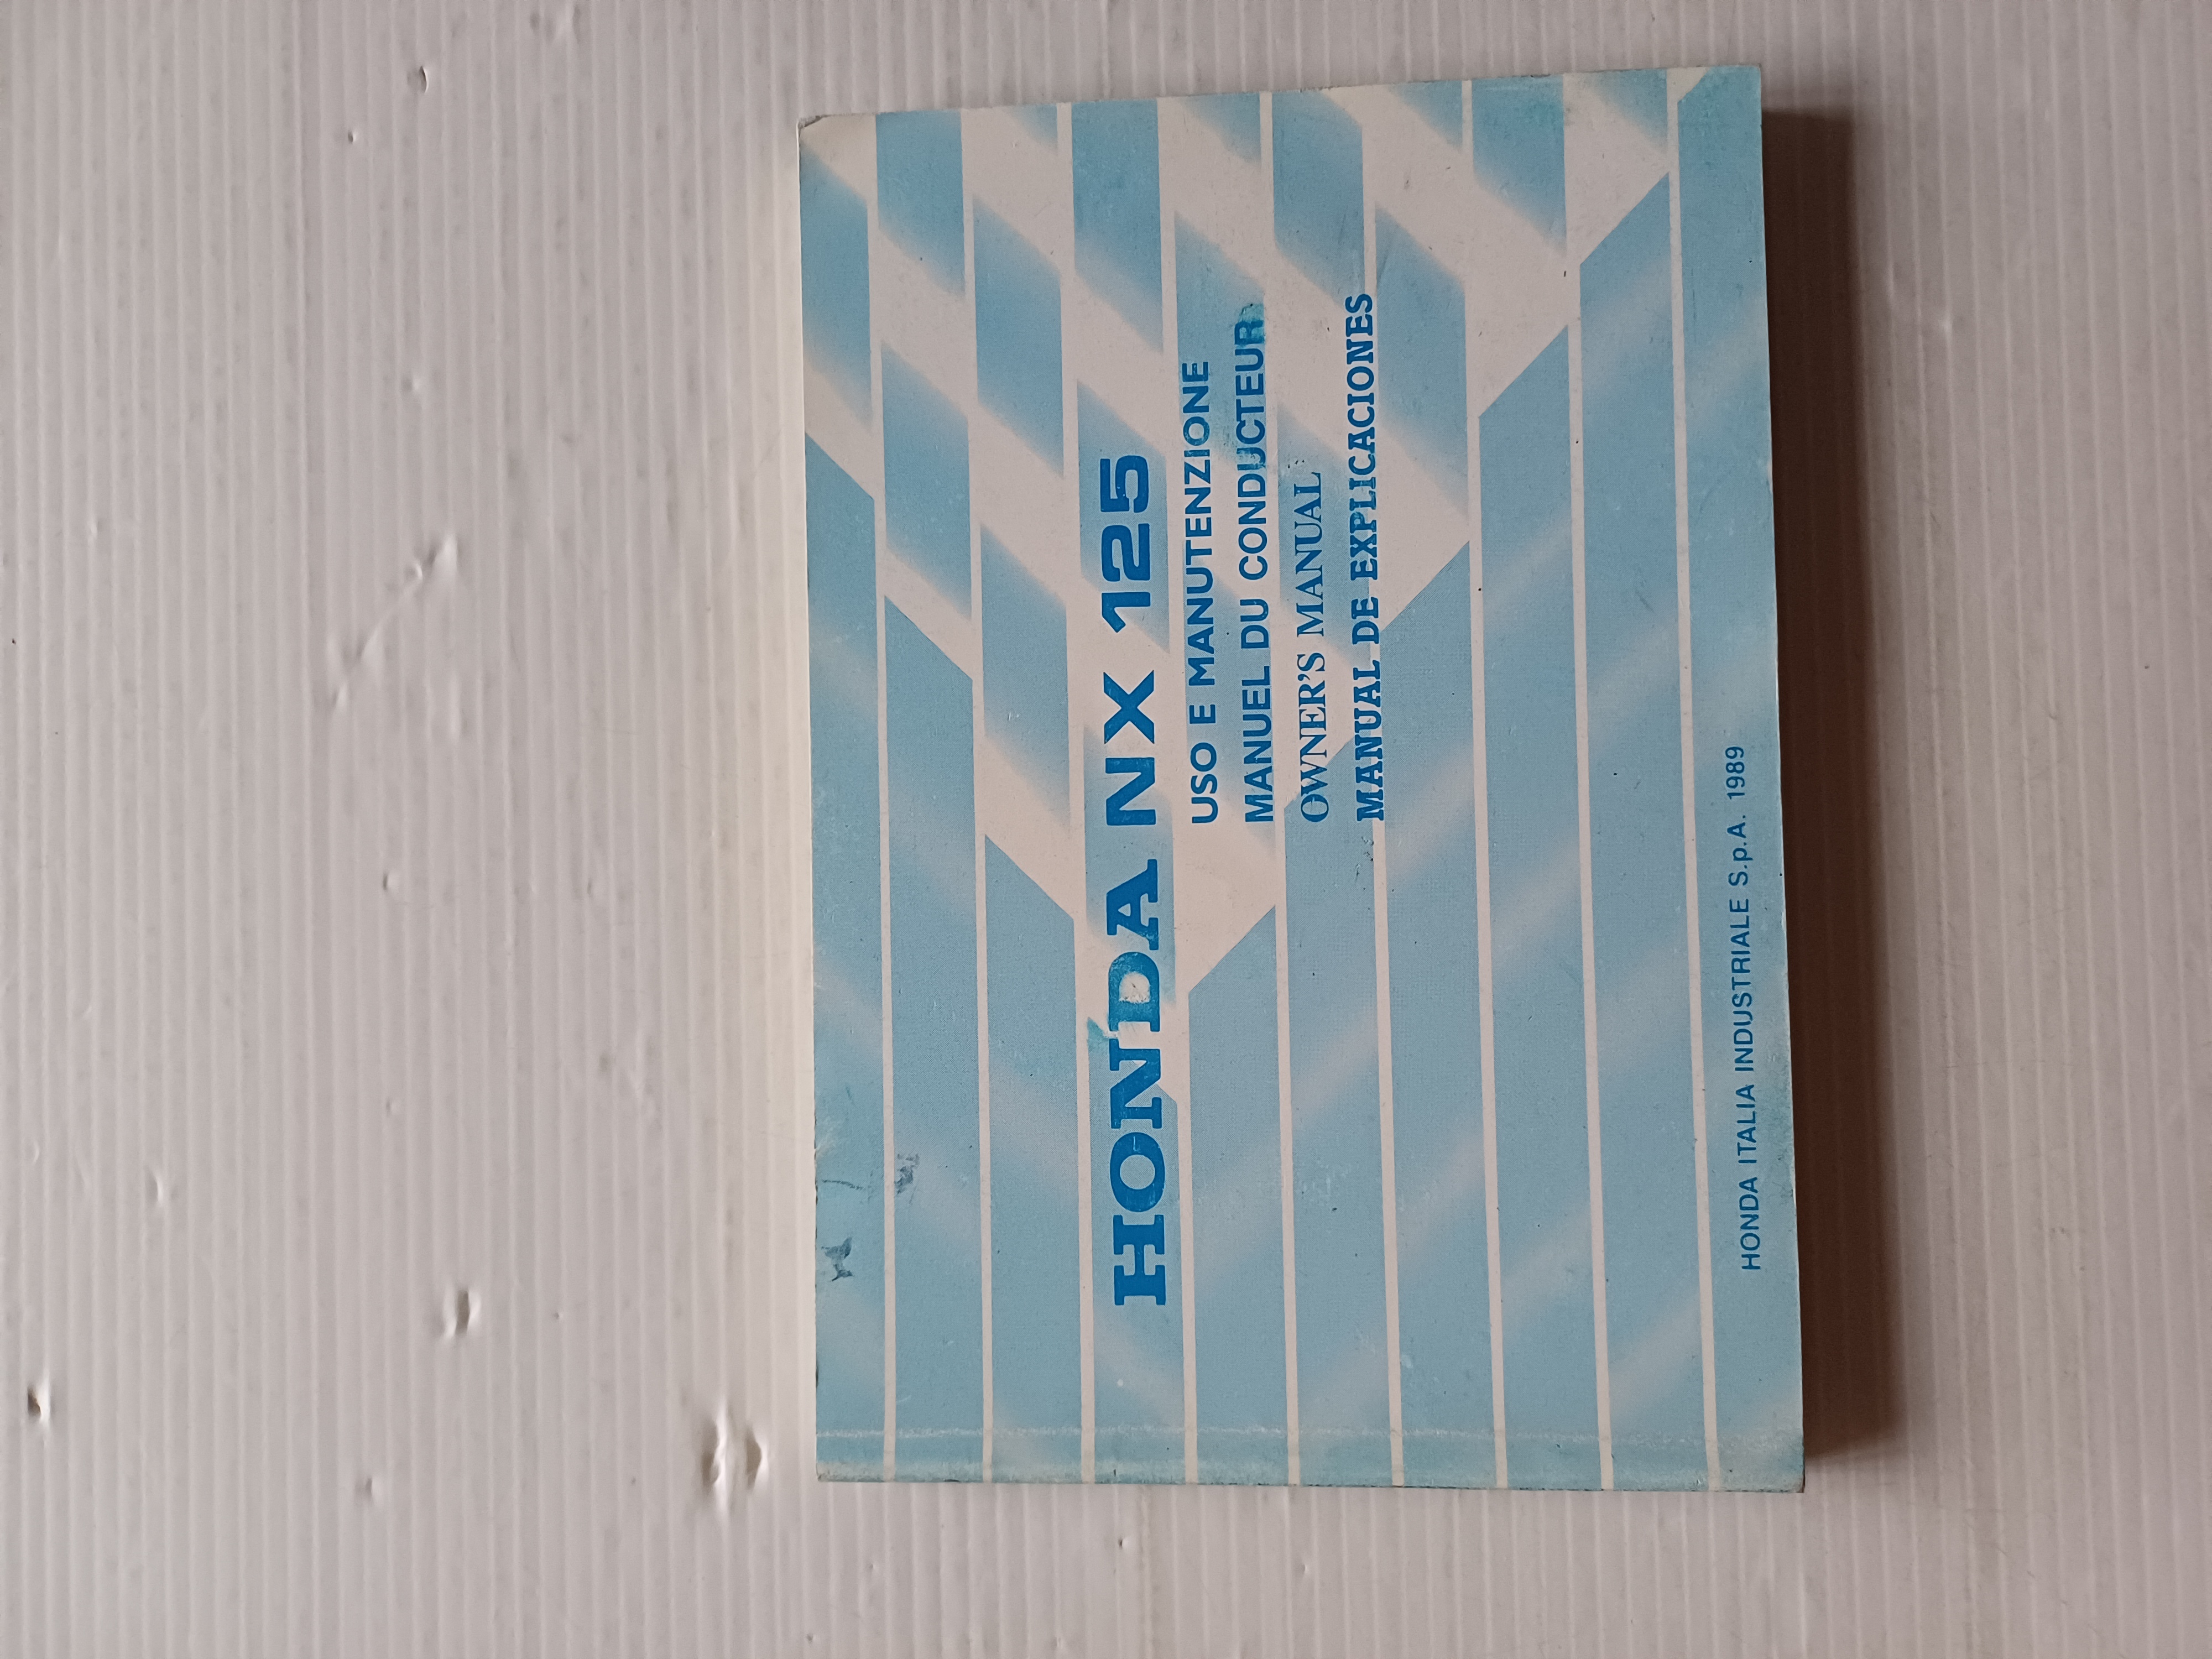 HONDA NX 125
USO E MANUTENZIONE
MANUEL DU CONDUCTEUR
OWNER'S MANUAL
MANUAL DE EXPLICACIONES
HONDA ITALIA INDUSTRIALE S.p.A. 1989